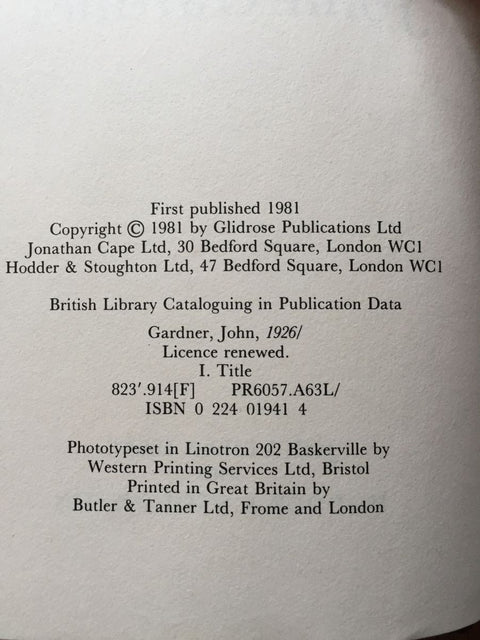 First published 1981
Copyright © 1981 by Glidrose Publications Ltd
Jonathan Cape Ltd, 30 Bedford Square, London WC1
Hodder & Stoughton Ltd, 47 Bedford Square, London WC1
British Library Cataloguing in Publication Data
Gardner, John, 1926/
Licence renewed.
I. Title
823′.914[F] PR6057.A63L/
ISBN 0 224 01941 4
Phototypeset in Linotron 202 Baskerville by
Western Printing Services Ltd, Bristol
Printed in Great Britain by
Butler & Tanner Ltd, Frome and London